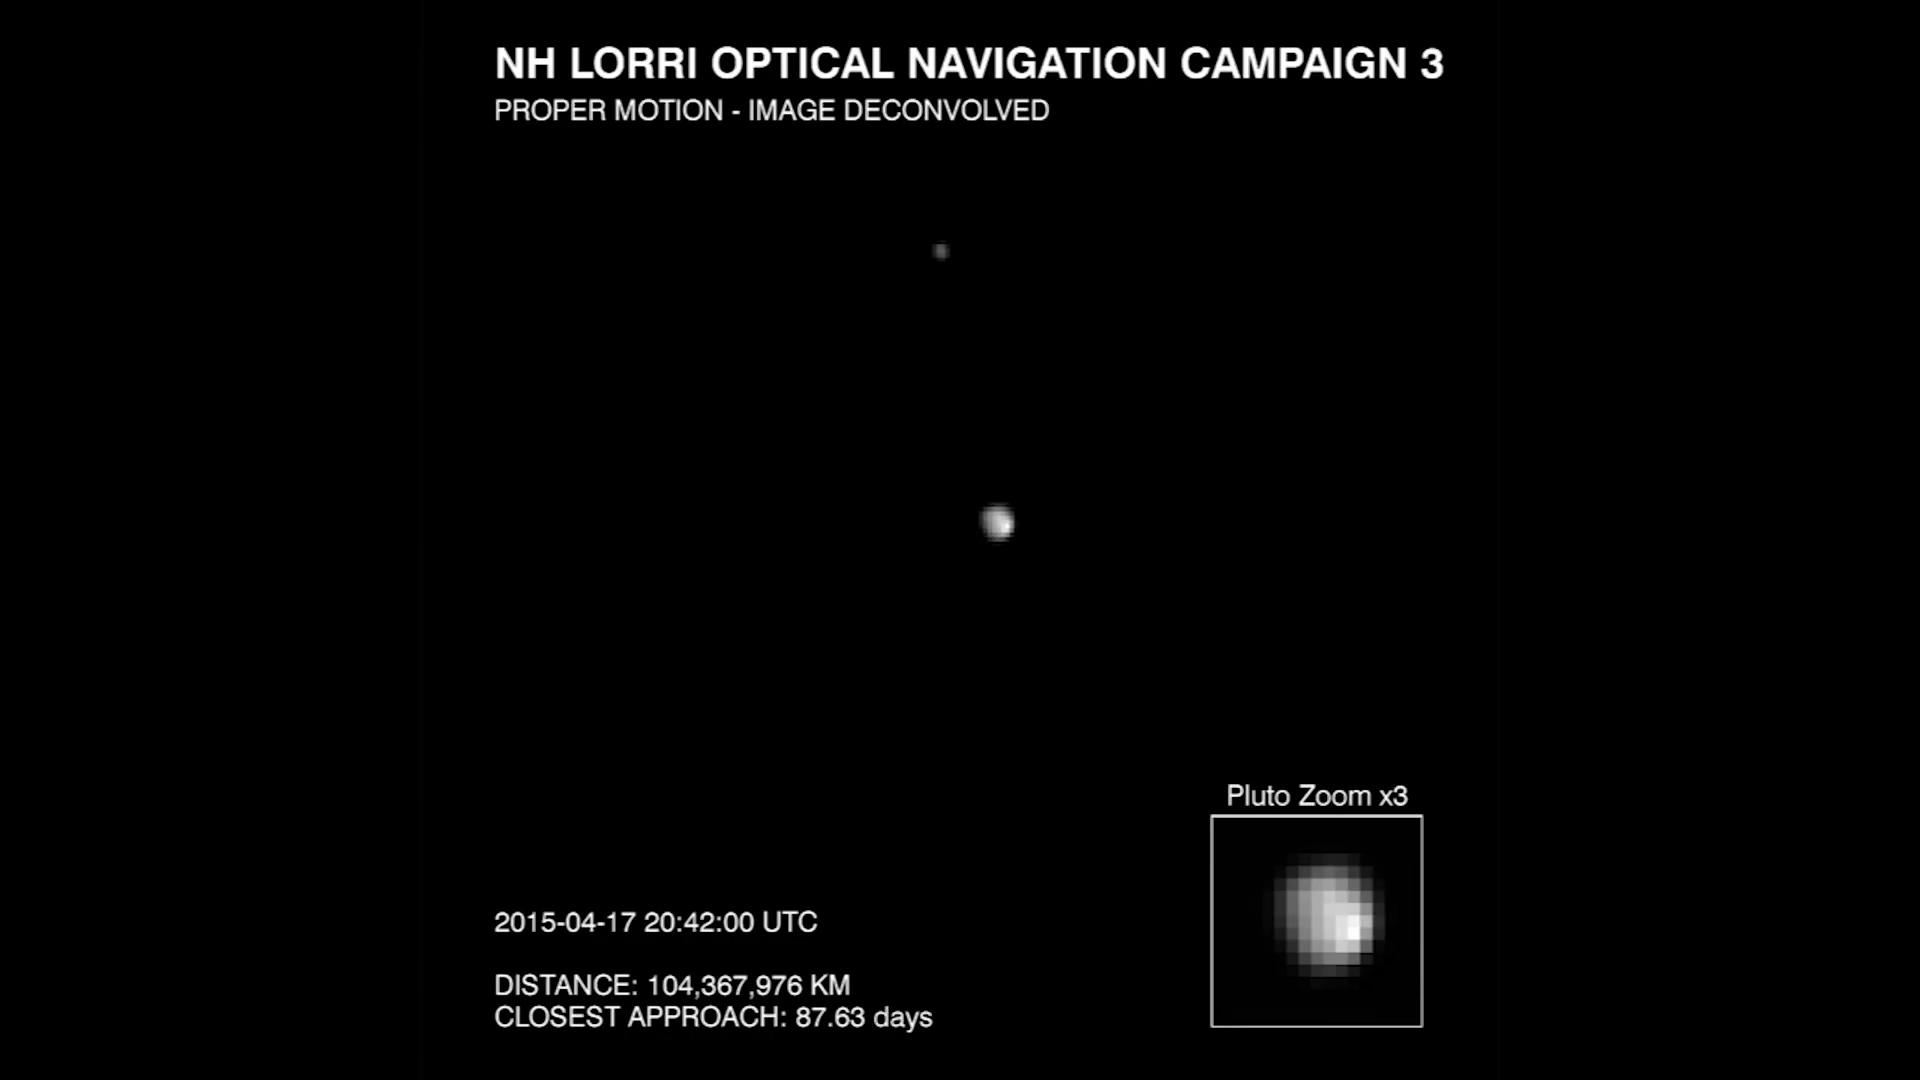 NH LORRI OPTICAL NAVIGATION CAMPAIGN 3
PROPER MOTION - IMAGE DECONVOLVED
Pluto Zoom x3
2015-04-17 20:42:00 UTC
DISTANCE: 104,367,976 KM
CLOSEST APPROACH: 87.63 days